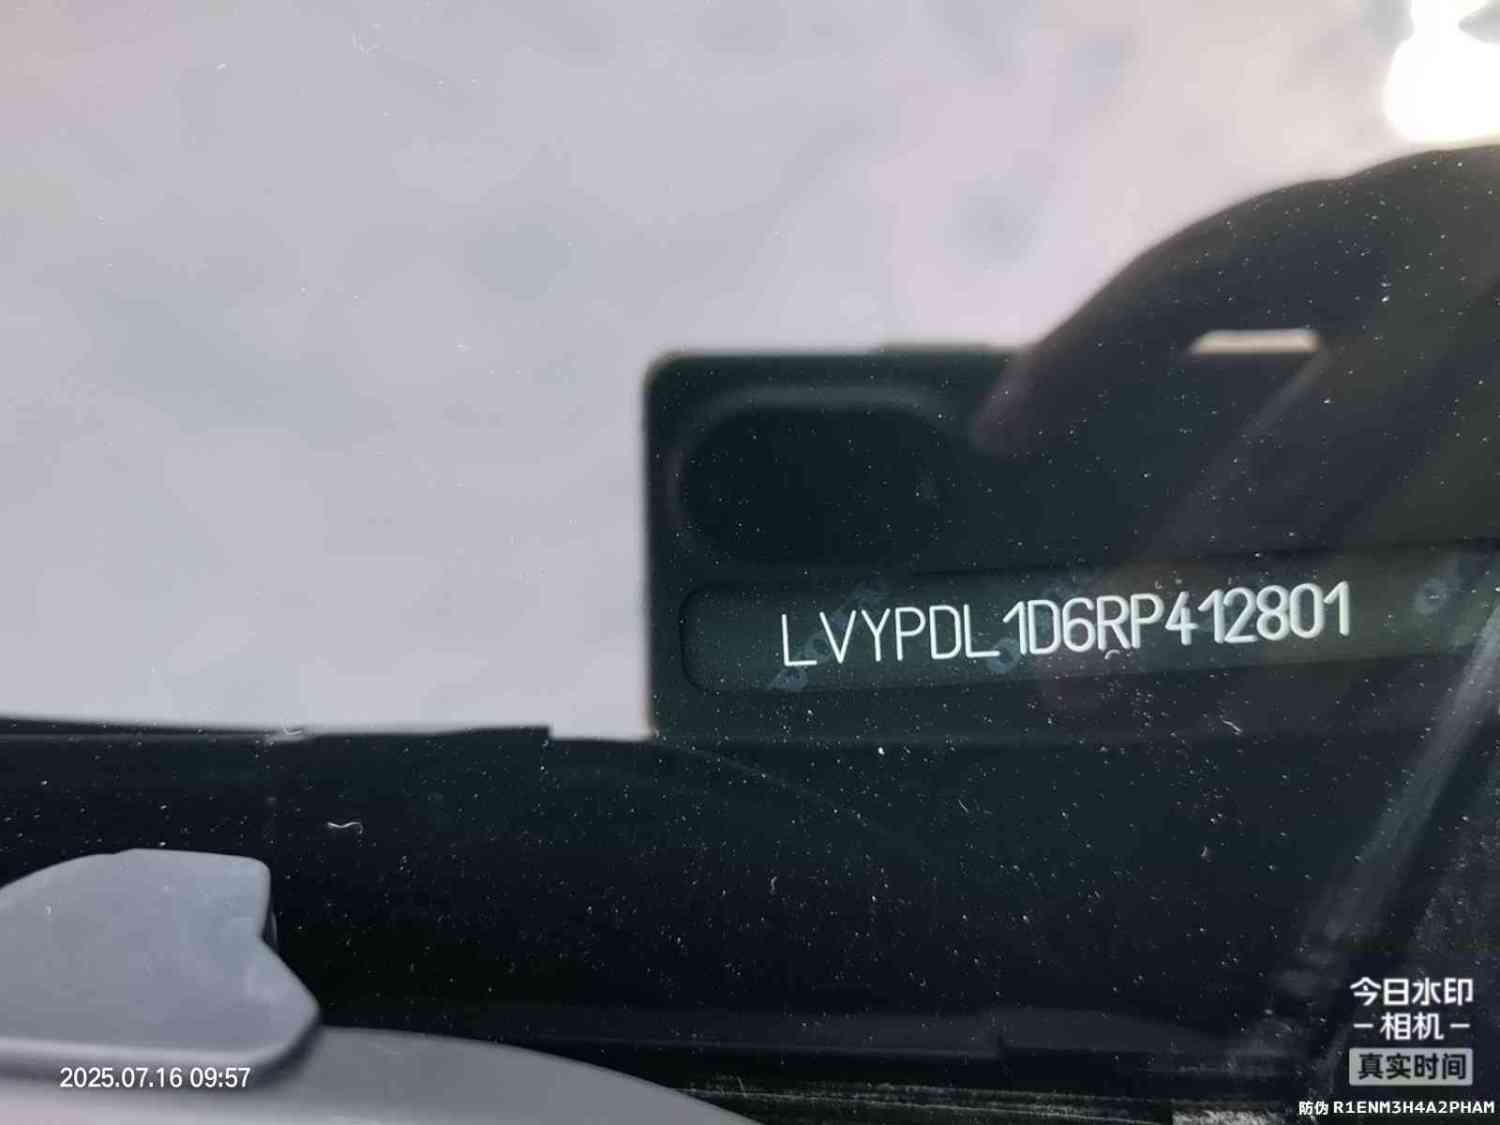 LVYPDL1D6RP412801
2025.07.16 09:57
今日水印
相机
真实时间
防伪 R1ENM3H4A2PHAM